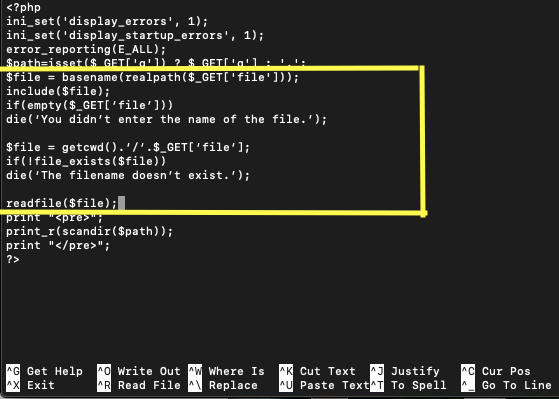 <?php
ini_set('display_errors', 1);
ini_set('display_startup_errors', 1);
error_reporting(E_ALL);
$path=isset($_GET['q']) ? $_GET['q'] : '.';
$file = basename(realpath($_GET['file']));
include($file);
if(empty($_GET[‘file’]))
die(‘You didn’t enter the name of the file.’);

$file = getcwd().’/‘.$_GET[‘file’];
if(!file_exists($file))
die(‘The filename doesn’t exist.’);

readfile($file);
print "<pre>";
print_r(scandir($path));
print "</pre>";
?>
^G Get Help ^O Write Out ^W Where Is ^K Cut Text ^J Justify ^C Cur Pos
^X Exit ^R Read File ^\ Replace ^U Paste Text ^T To Spell ^_ Go To Line